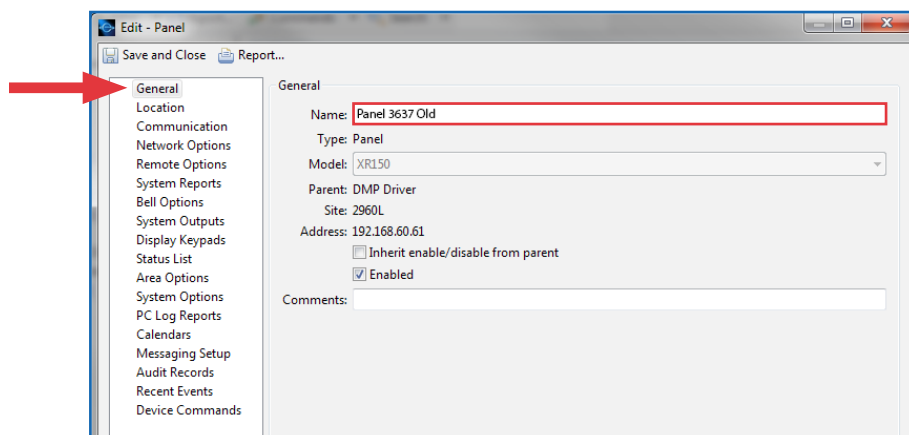 Edit - Panel
Save and Close Report...
General
Location
Communication
Network Options
Remote Options
System Reports
Bell Options
System Outputs
Display Keypads
Status List
Area Options
System Options
PC Log Reports
Calendars
Messaging Setup
Audit Records
Recent Events
Device Commands
General
Name: Panel 3637 Old
Type: Panel
Model: XR150
Parent: DMP Driver
Site: 2960L
Address: 192.168.60.61
Inherit enable/disable from parent
Enabled
Comments: